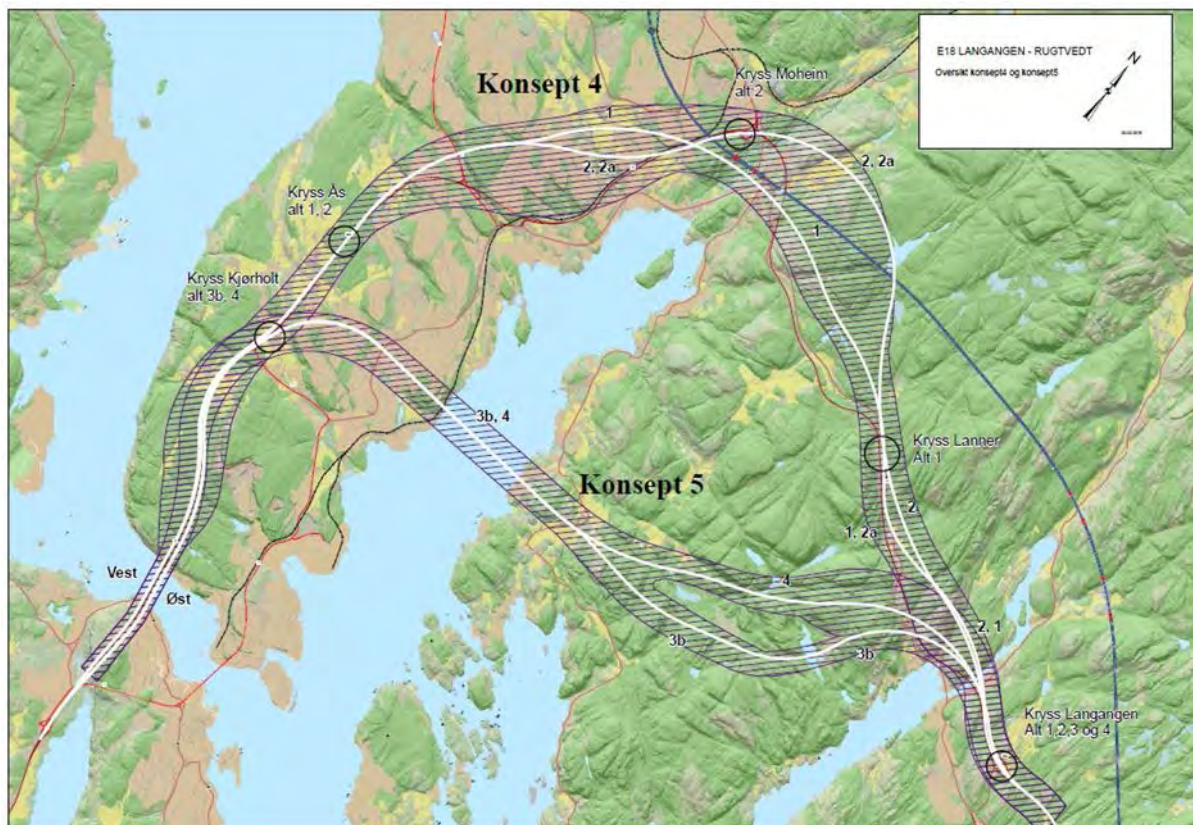 E18 LANGANGEN - RUGTVEDT
Oversikt konsept4 og konsept5
N
Konsept 4
Kryss Moheim
alt 2
1
2, 2a
2, 2a
Kryss Ås
alt 1, 2
1
Kryss Kjørholt
alt 3b, 4
3b, 4
Kryss Lanner
Alt 1
Konsept 5
2
1, 2a
Vest
4
Øst
2, 1
3b
3b
Kryss Langangen
Alt 1,2,3 og 4